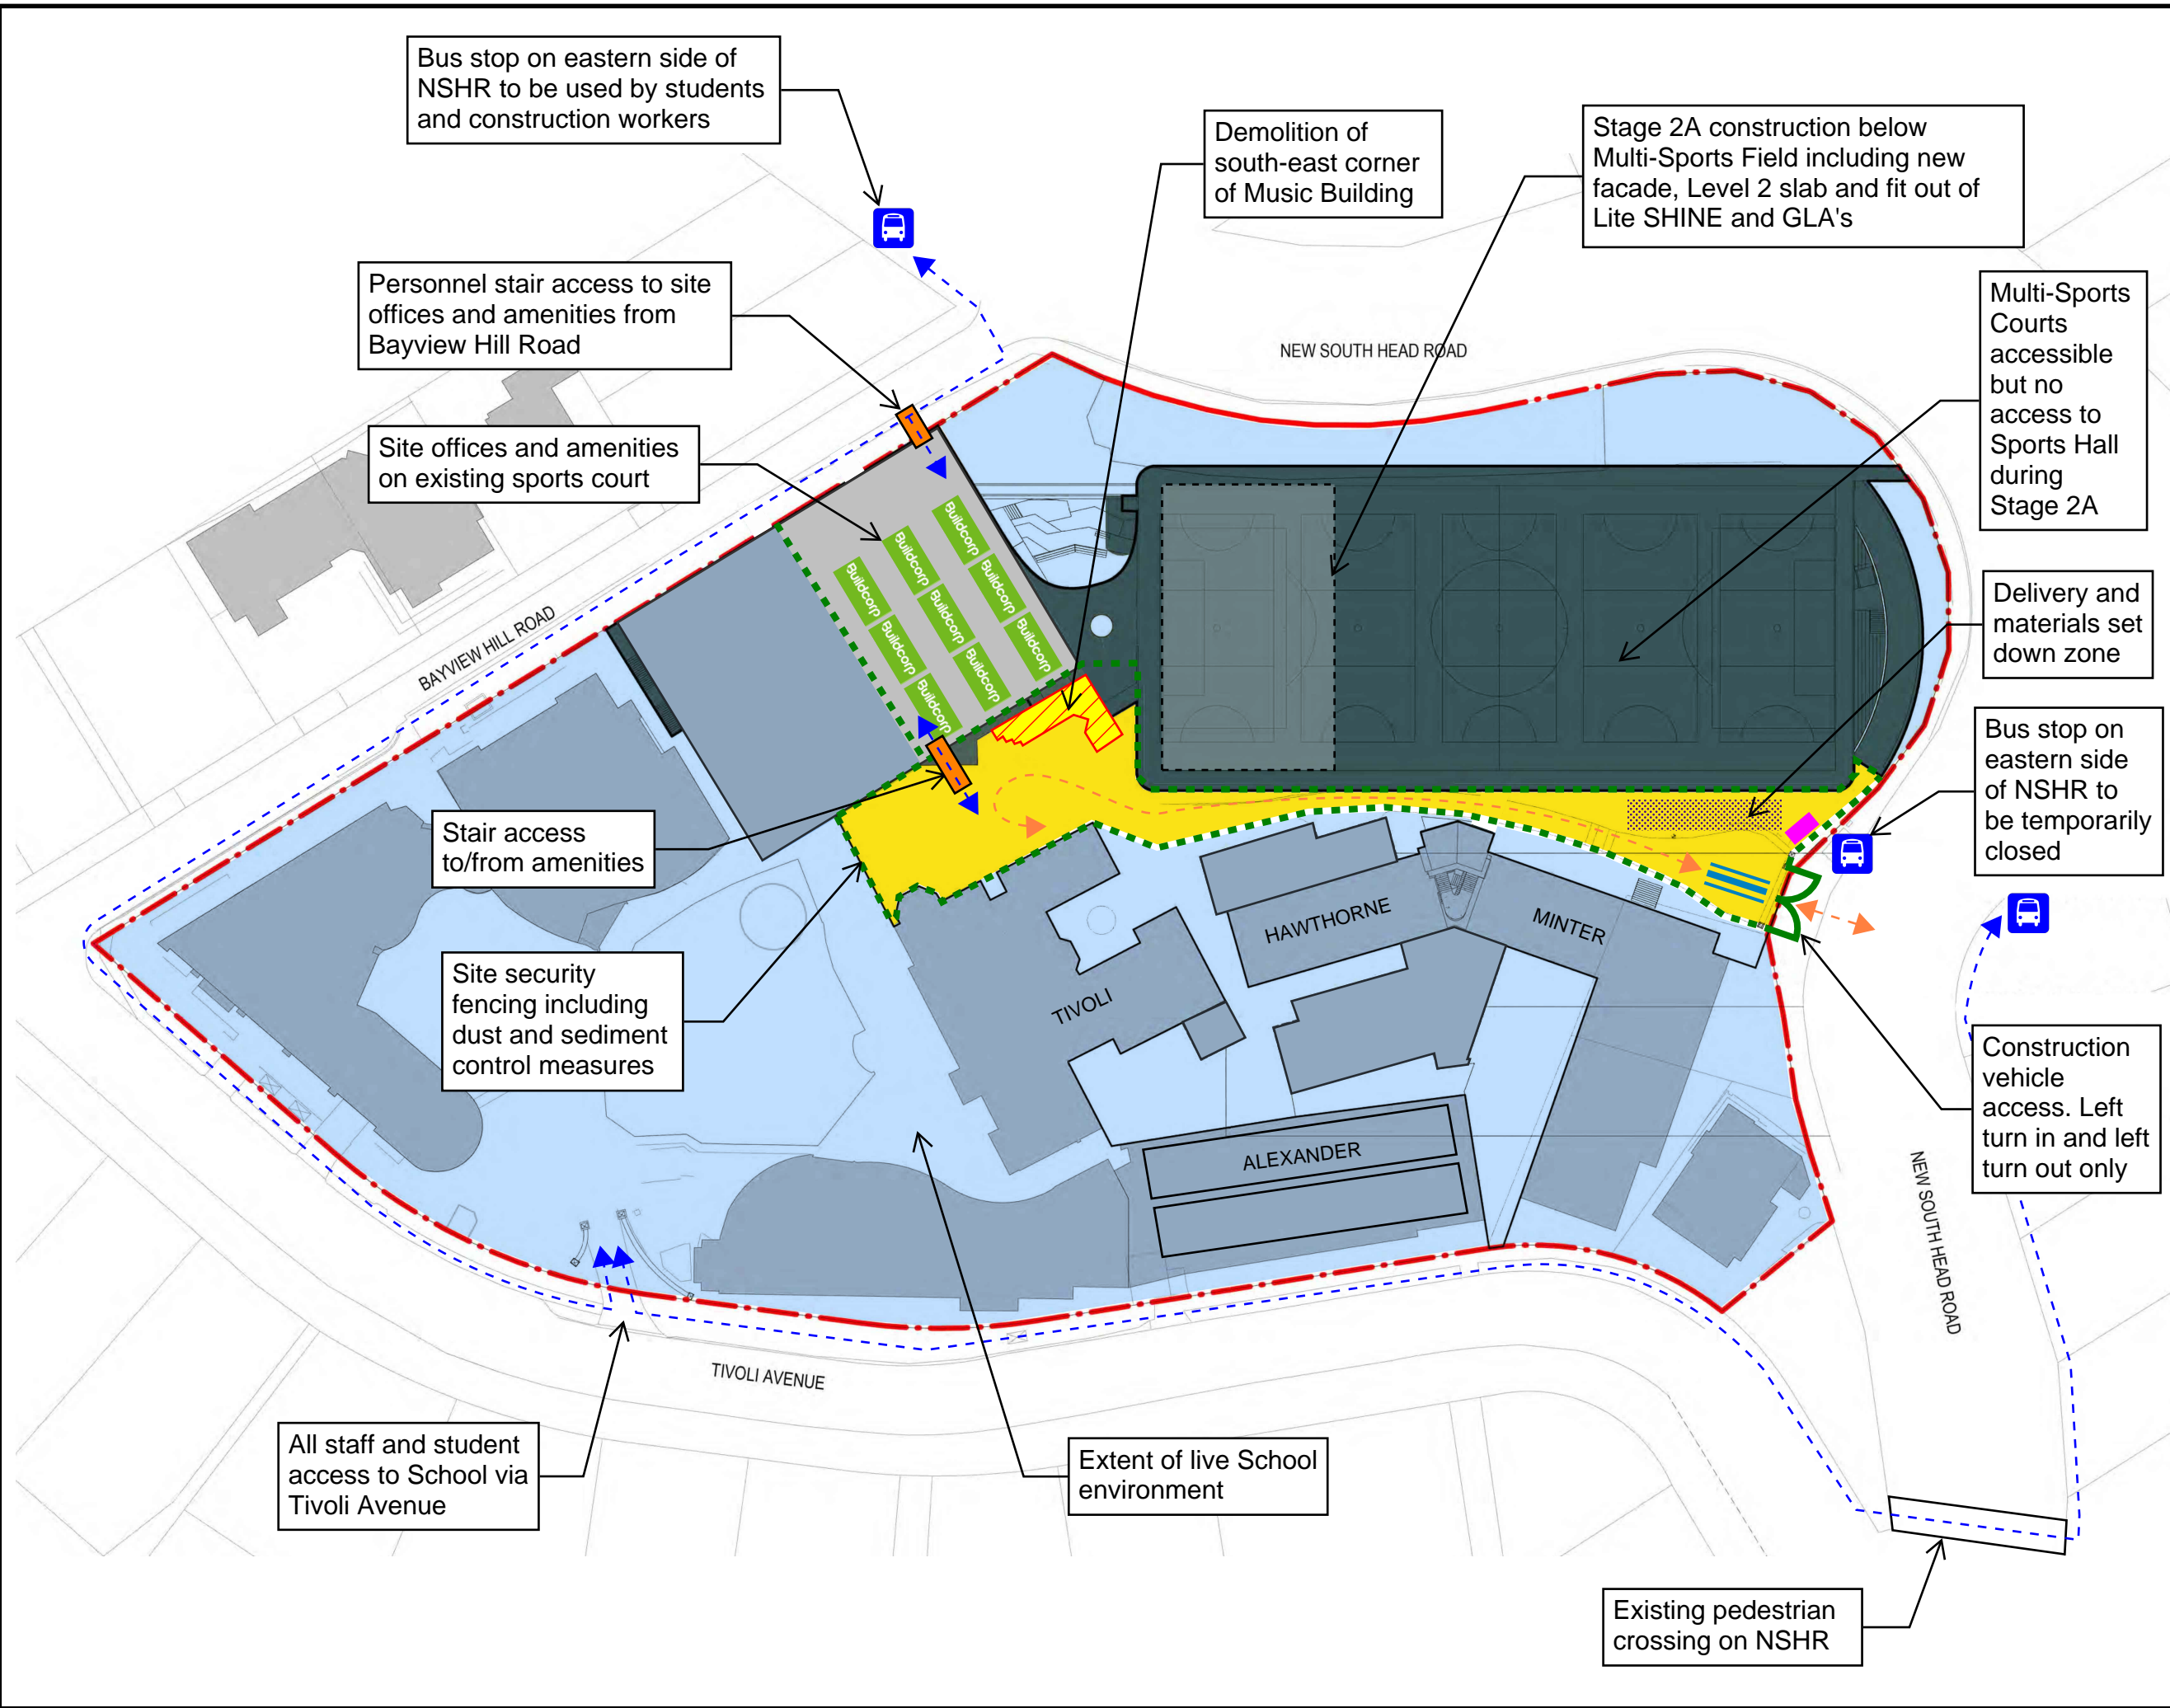 Bus stop on eastern side of
NSHR to be used by students
and construction workers
Demolition of
south-east corner
of Music Building
Stage 2A construction below
Multi-Sports Field including new
facade, Level 2 slab and fit out of
Lite SHINE and GLA's
Personnel stair access to site
offices and amenities from
Bayview Hill Road
Multi-Sports
Courts
accessible
but no
access to
Sports Hall
during
Stage 2A
NEW SOUTH HEAD ROAD
Site offices and amenities
on existing sports court
Buildcorp
Buildcorp
Buildcorp
Buildcorp
Buildcorp
Buildcorp
Buildcorp
Buildcorp
Buildcorp
BAYVIEW HILL ROAD
Delivery and
materials set
down zone
Bus stop on
eastern side
of NSHR to
be temporarily
closed
Stair access
to/from amenities
HAWTHORNE
MINTER
TIVOLI
Site security
fencing including
dust and sediment
control measures
Construction
vehicle
access. Left
turn in and left
turn out only
ALEXANDER
NEW SOUTH HEAD ROAD
TIVOLI AVENUE
All staff and student
access to School via
Tivoli Avenue
Extent of live School
environment
Existing pedestrian
crossing on NSHR